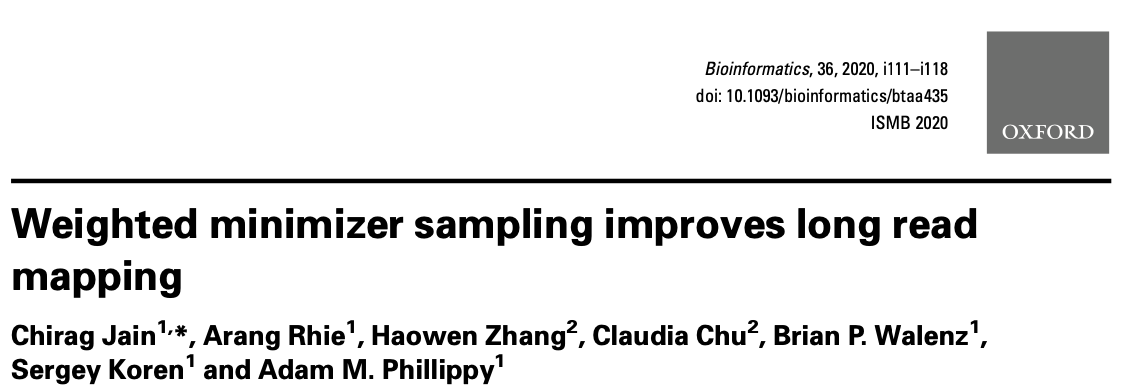 Bioinformatics, 36, 2020, i111–i118
doi: 10.1093/bioinformatics/btaa435
ISMB 2020
OXFORD
Weighted minimizer sampling improves long read
mapping
Chirag Jain1,*, Arang Rhie1, Haowen Zhang2, Claudia Chu2, Brian P. Walenz1,
Sergey Koren1 and Adam M. Phillippy1